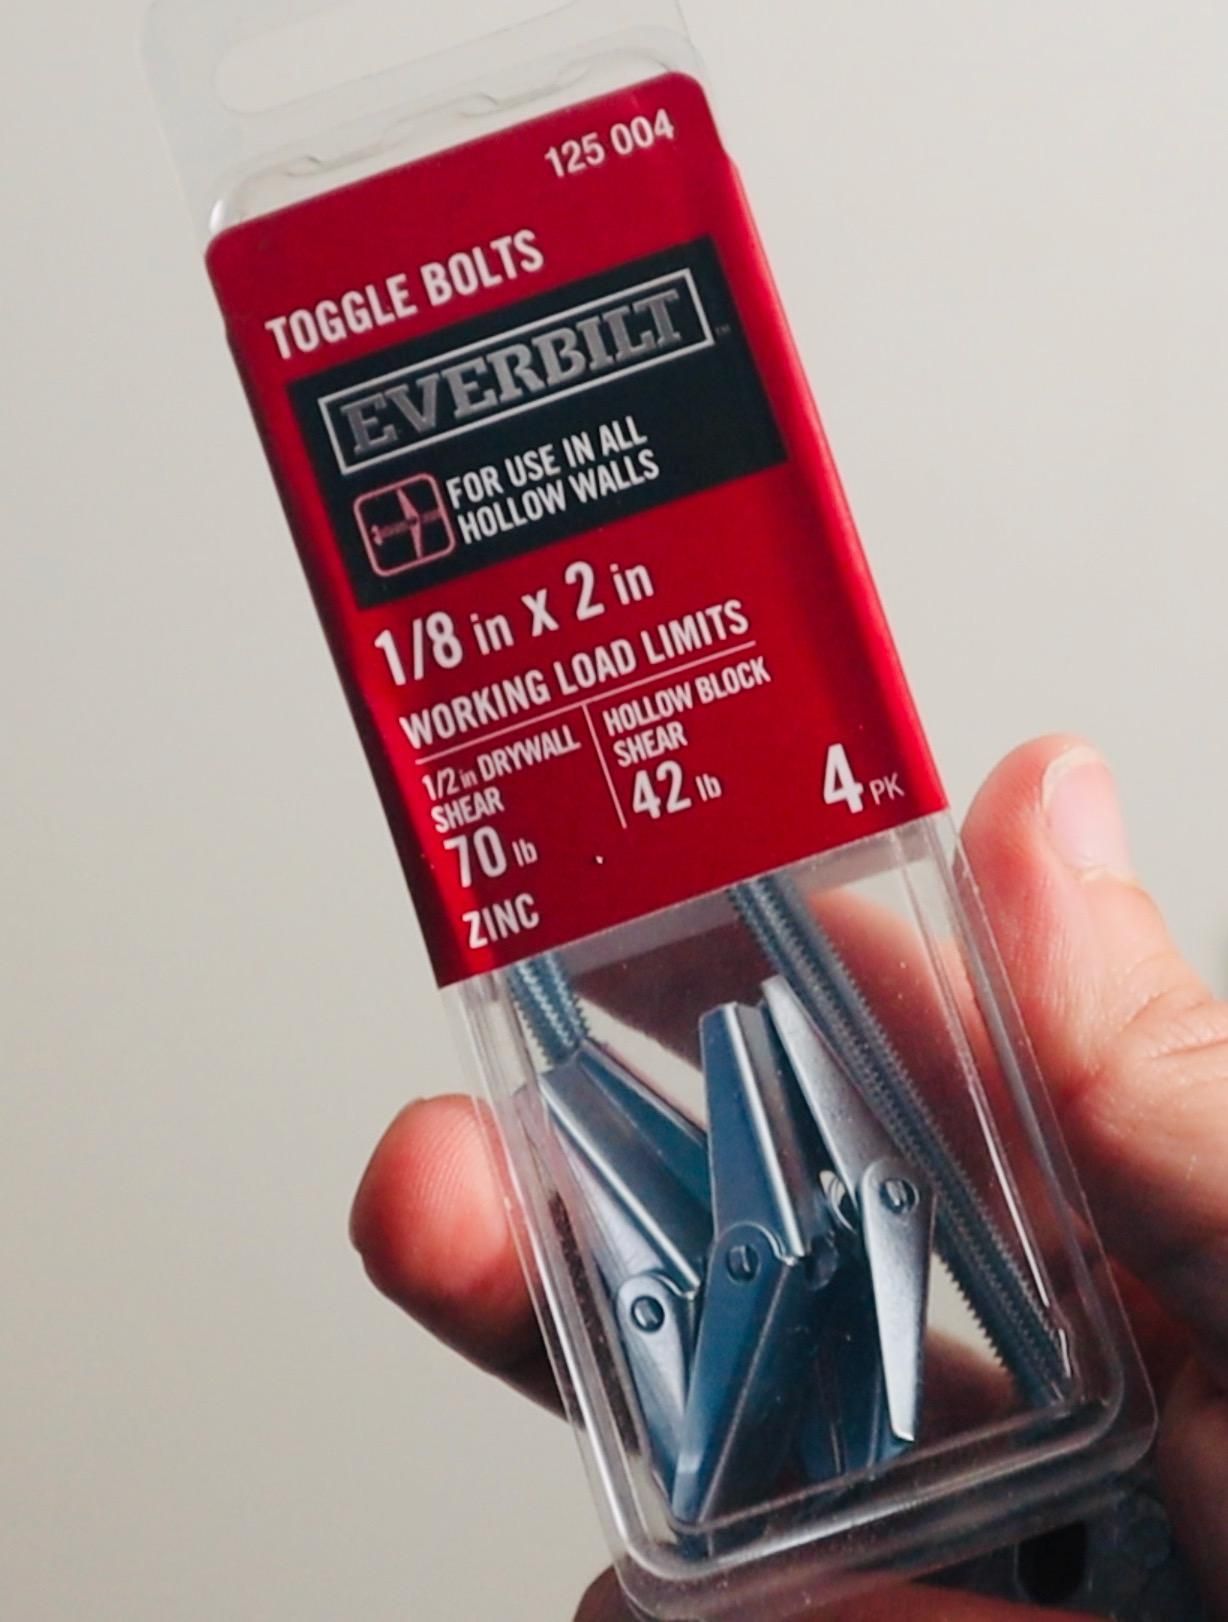 125 004
TOGGLE BOLTS
EVERBILT™
FOR USE IN ALL
HOLLOW WALLS
1/8 in x 2 in
WORKING LOAD LIMITS
1/2 in DRYWALL
SHEAR
70 lb
HOLLOW BLOCK
SHEAR
42 lb
4 PK
ZINC